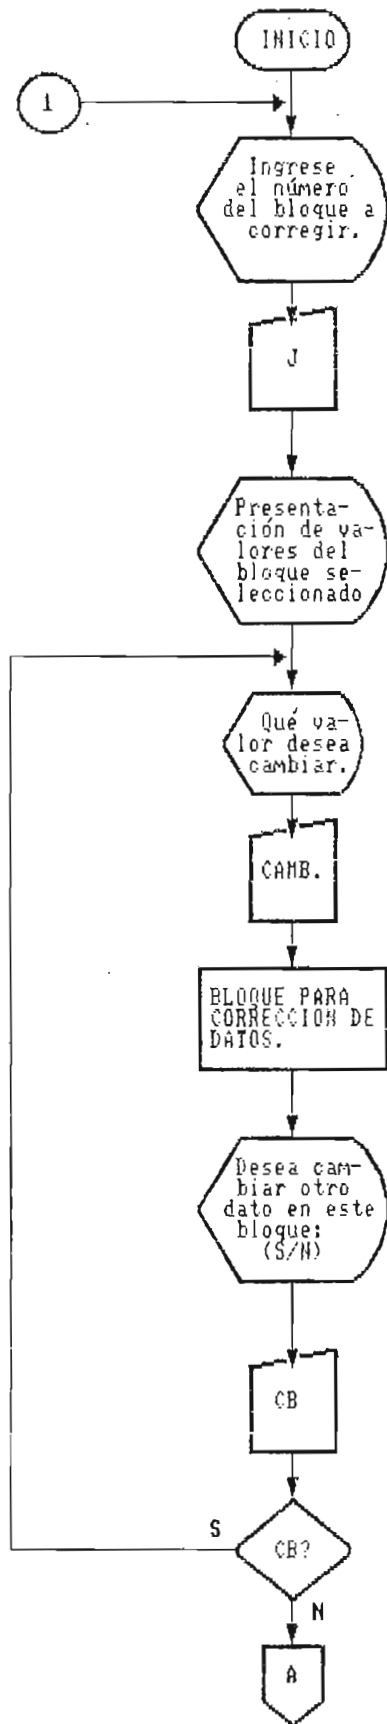 INICIO
1
Ingrese
el número
del bloque a
corregir.
J
Presenta-
ción de va-
lores del
bloque se-
leccionado
Qué va-
lor desea
cambiar.
CAMB.
BLOQUE PARA
CORRECCION DE
DATOS.
Desea cam-
biar otro
dato en este
bloque:
(S/N)
CB
S
CB?
N
A